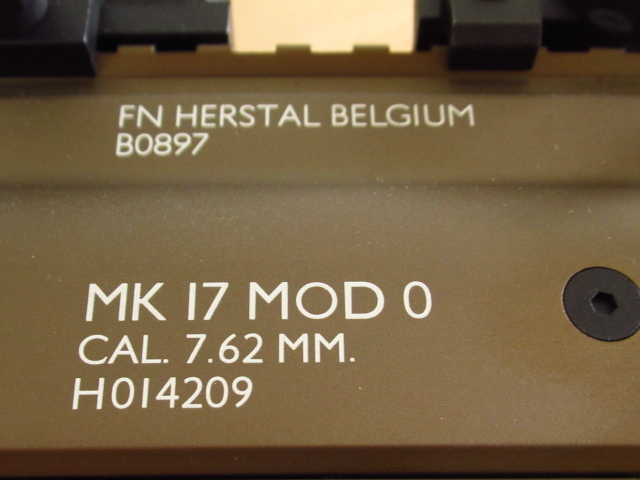 FN HERSTAL BELGIUM
B0897
MK 17 MOD 0
CAL. 7.62 MM.
H014209